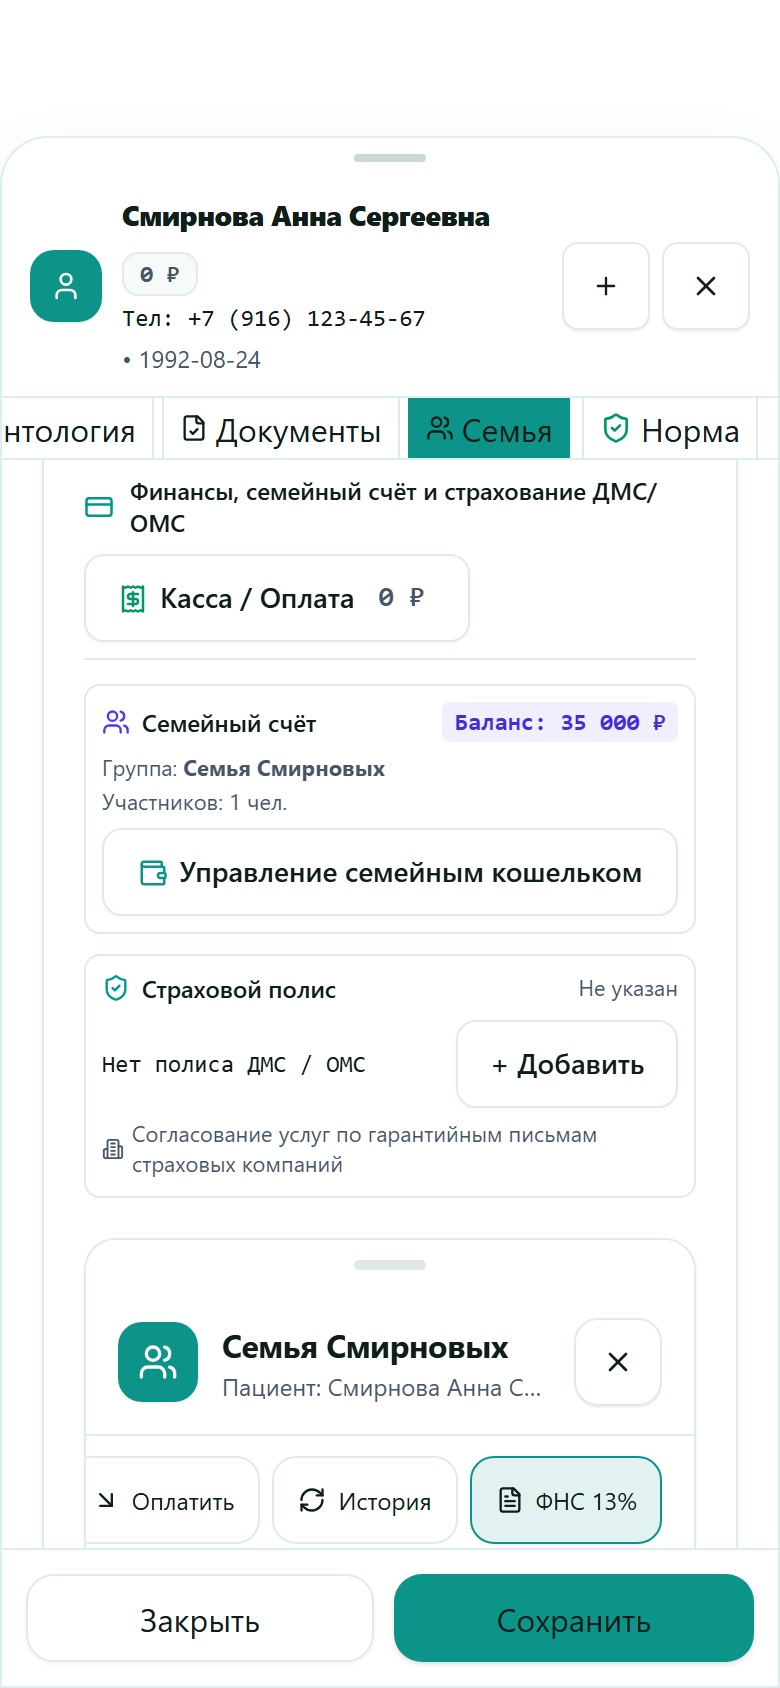 Смирнова Анна Сергеевна
0 ₽
Тел: +7 (916) 123-45-67
• 1992-08-24
нтология
Документы
Семья
Норма
Финансы, семейный счёт и страхование ДМС/
ОМС
Касса / Оплата 0 ₽
Семейный счёт
Баланс: 35 000 ₽
Группа: Семья Смирновых
Участников: 1 чел.
Управление семейным кошельком
Страховой полис
Не указан
Нет полиса ДМС / ОМС
+ Добавить
Согласование услуг по гарантийным письмам
страховых компаний
Семья Смирновых
Пациент: Смирнова Анна С...
Оплатить
История
ФНС 13%
Закрыть
Сохранить